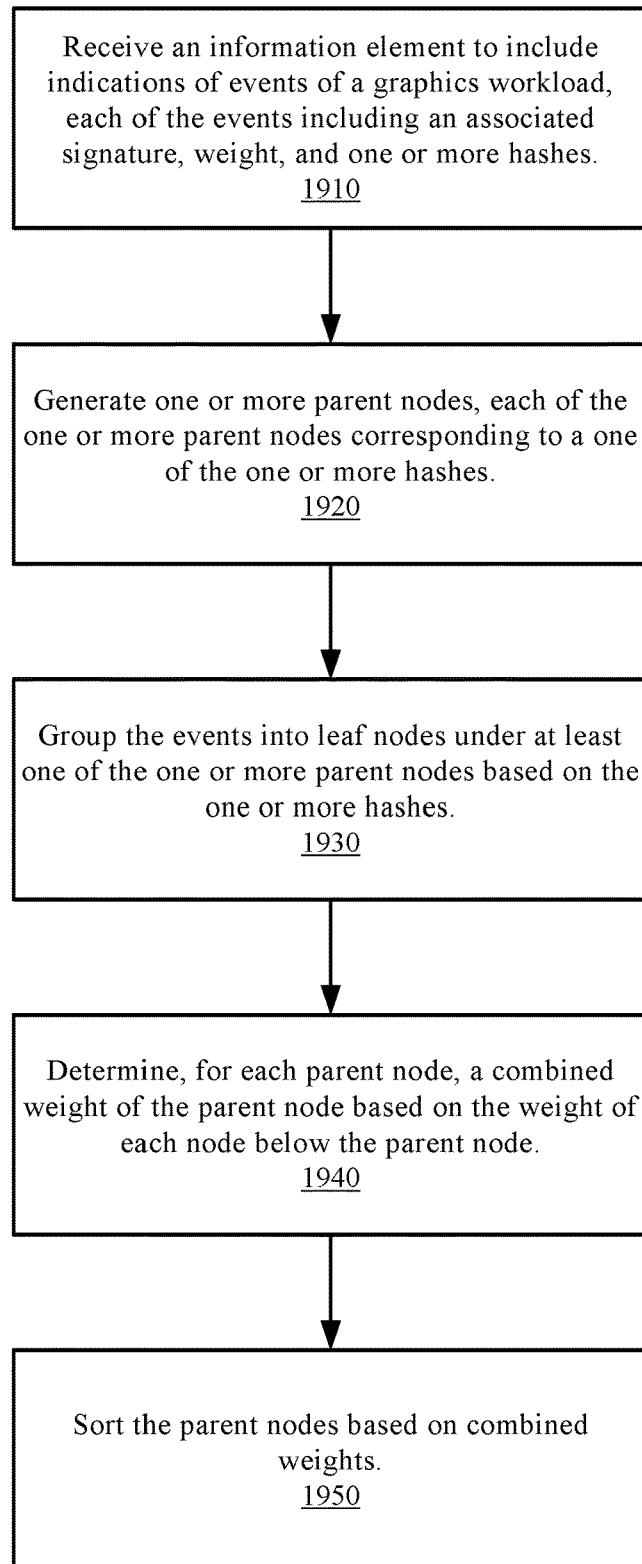 Receive an information element to include
indications of events of a graphics workload,
each of the events including an associated
signature, weight, and one or more hashes.
1910
Generate one or more parent nodes, each of the
one or more parent nodes corresponding to a one
of the one or more hashes.
1920
Group the events into leaf nodes under at least
one of the one or more parent nodes based on the
one or more hashes.
1930
Determine, for each parent node, a combined
weight of the parent node based on the weight of
each node below the parent node.
1940
Sort the parent nodes based on combined
weights.
1950